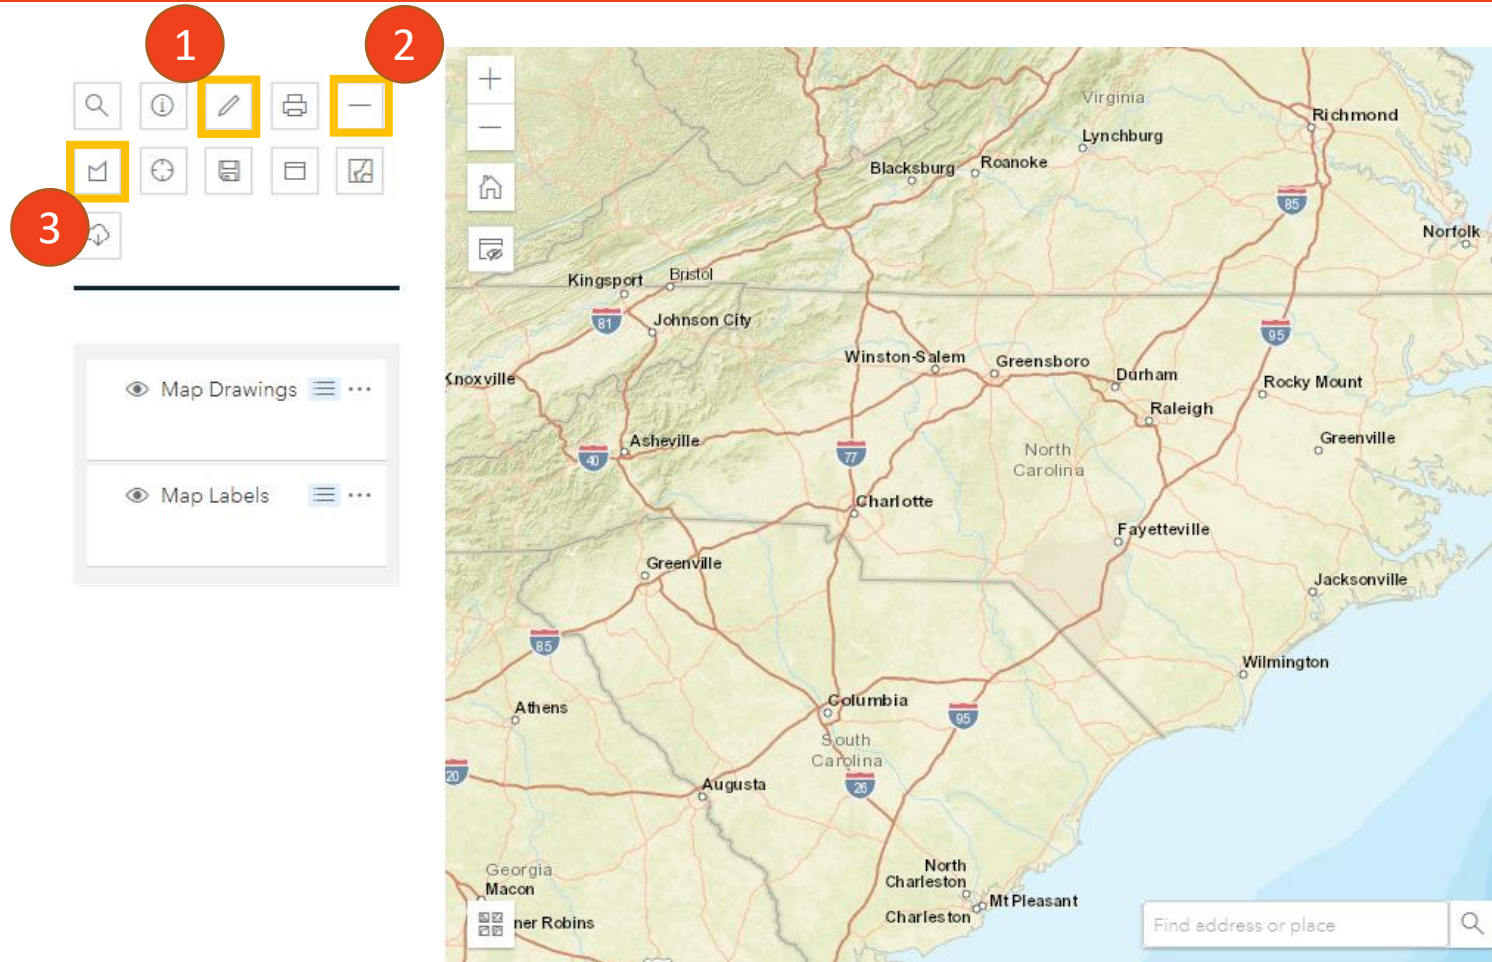 1
2
3
Map Drawings
Map Labels
Virginia
Richmond
Lynchburg
Blacksburg
Roanoke
85
Norfolk
Kingsport
Bristol
81
Johnson City
95
Winston-Salem
Greensboro
Knoxville
Durham
Rocky Mount
Raleigh
Asheville
Greenville
40
77
North
Carolina
Charlotte
Fayetteville
Greenville
Jacksonville
85
Wilmington
Columbia
Athens
95
South
Carolina
20
26
Augusta
Georgia
Macon
North
Charleston
Mt Pleasant
Charleston
ner Robins
Find address or place